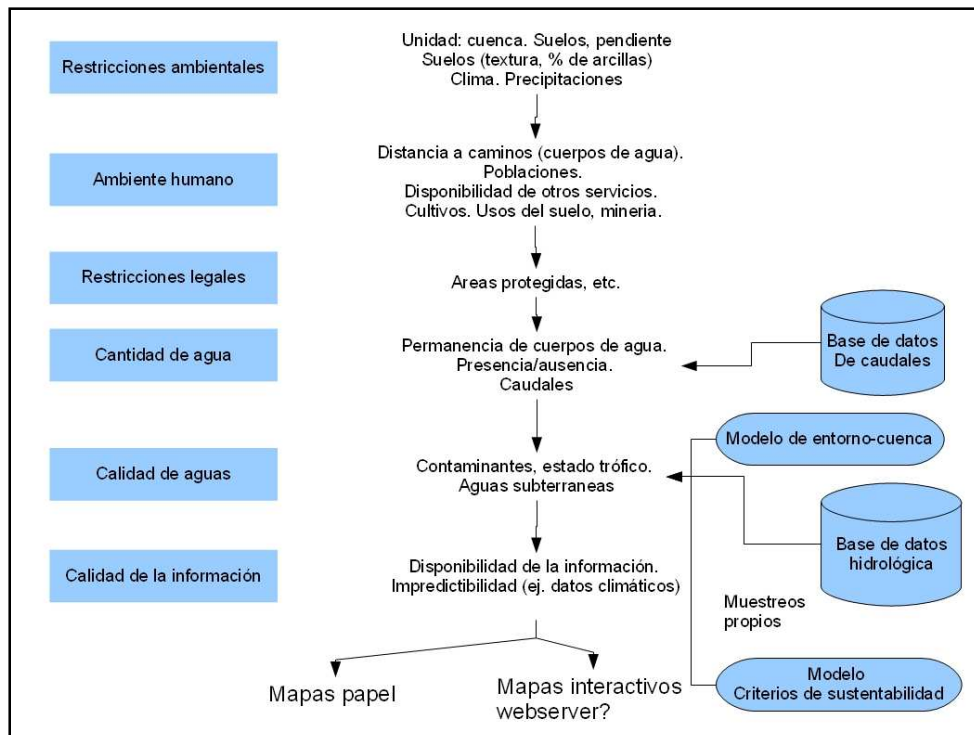 Restricciones ambientales
Unidad: cuenca. Suelos, pendiente
Suelos (textura, % de arcillas)
Clima. Precipitaciones
Ambiente humano
Distancia a caminos (cuerpos de agua).
Poblaciones.
Disponibilidad de otros servicios.
Cultivos. Usos del suelo, mineria.
Restricciones legales
Areas protegidas, etc.
Cantidad de agua
Permanencia de cuerpos de agua.
Presencia/ausencia.
Caudales
Base de datos
De caudales
Modelo de entorno-cuenca
Calidad de aguas
Contaminantes, estado trófico.
Aguas subterraneas
Base de datos
hidrológica
Calidad de la información
Disponibilidad de la información.
Impredictibilidad (ej. datos climáticos)
Muestreos
propios
Mapas papel
Mapas interactivos
webserver?
Modelo
Criterios de sustentabilidad